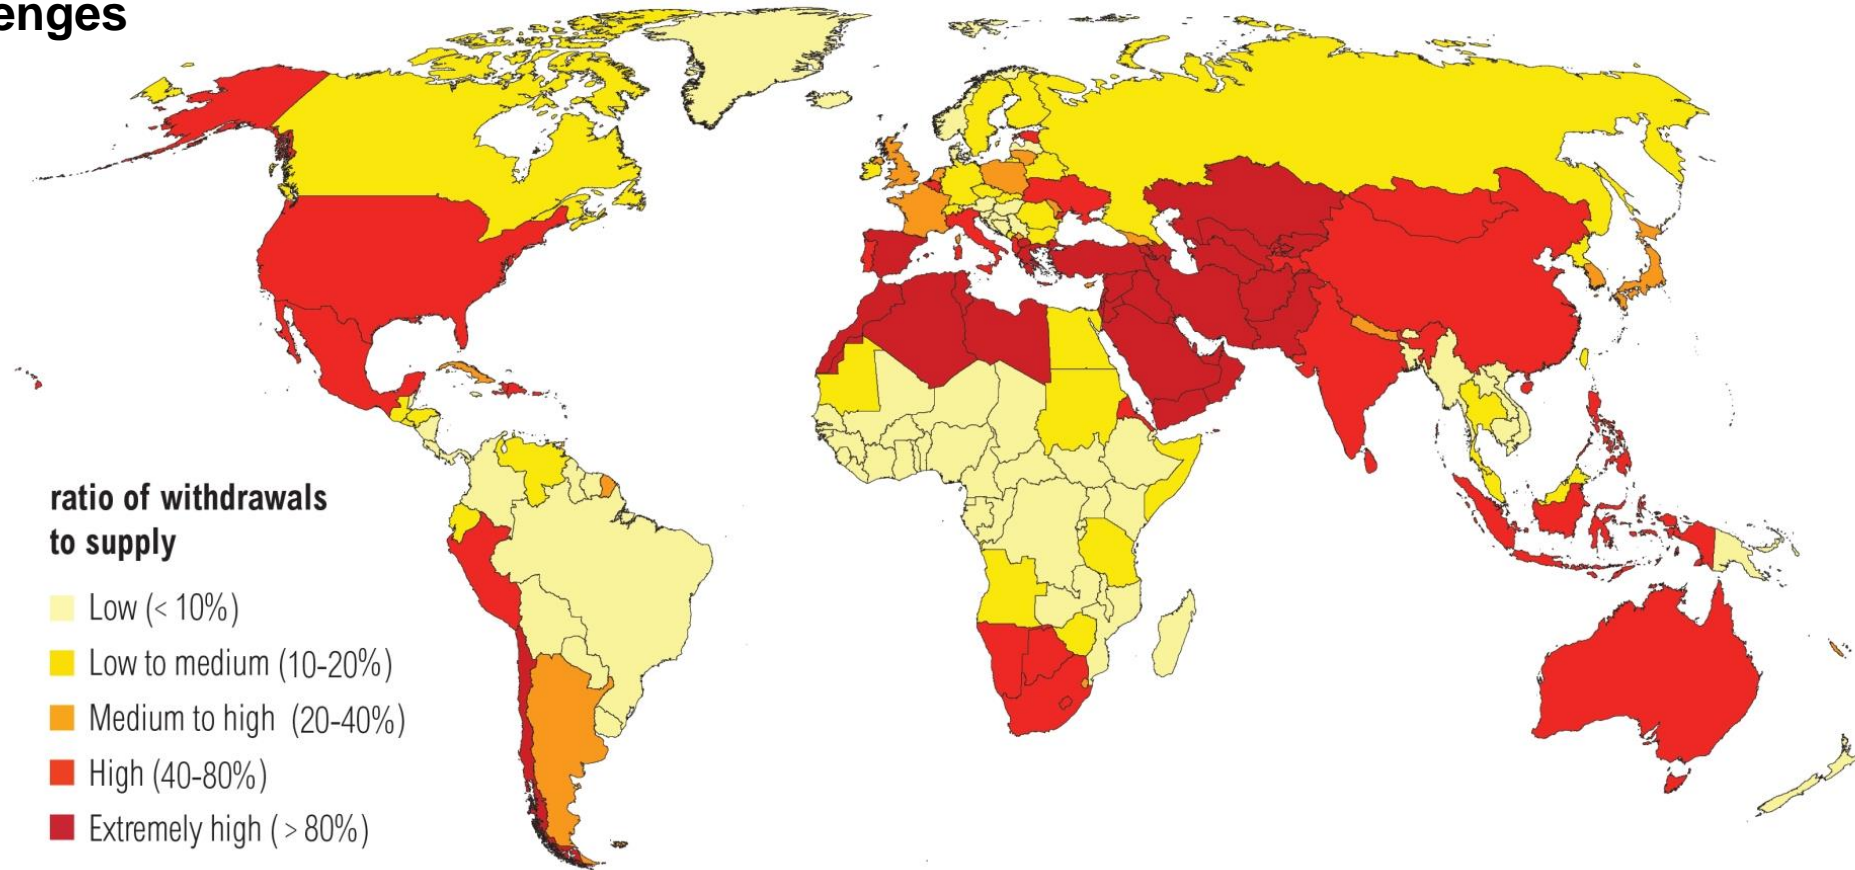 enges
ratio of withdrawals
to supply
Low (< 10%)
Low to medium (10-20%)
Medium to high (20-40%)
High (40-80%)
Extremely high ( > 80%)